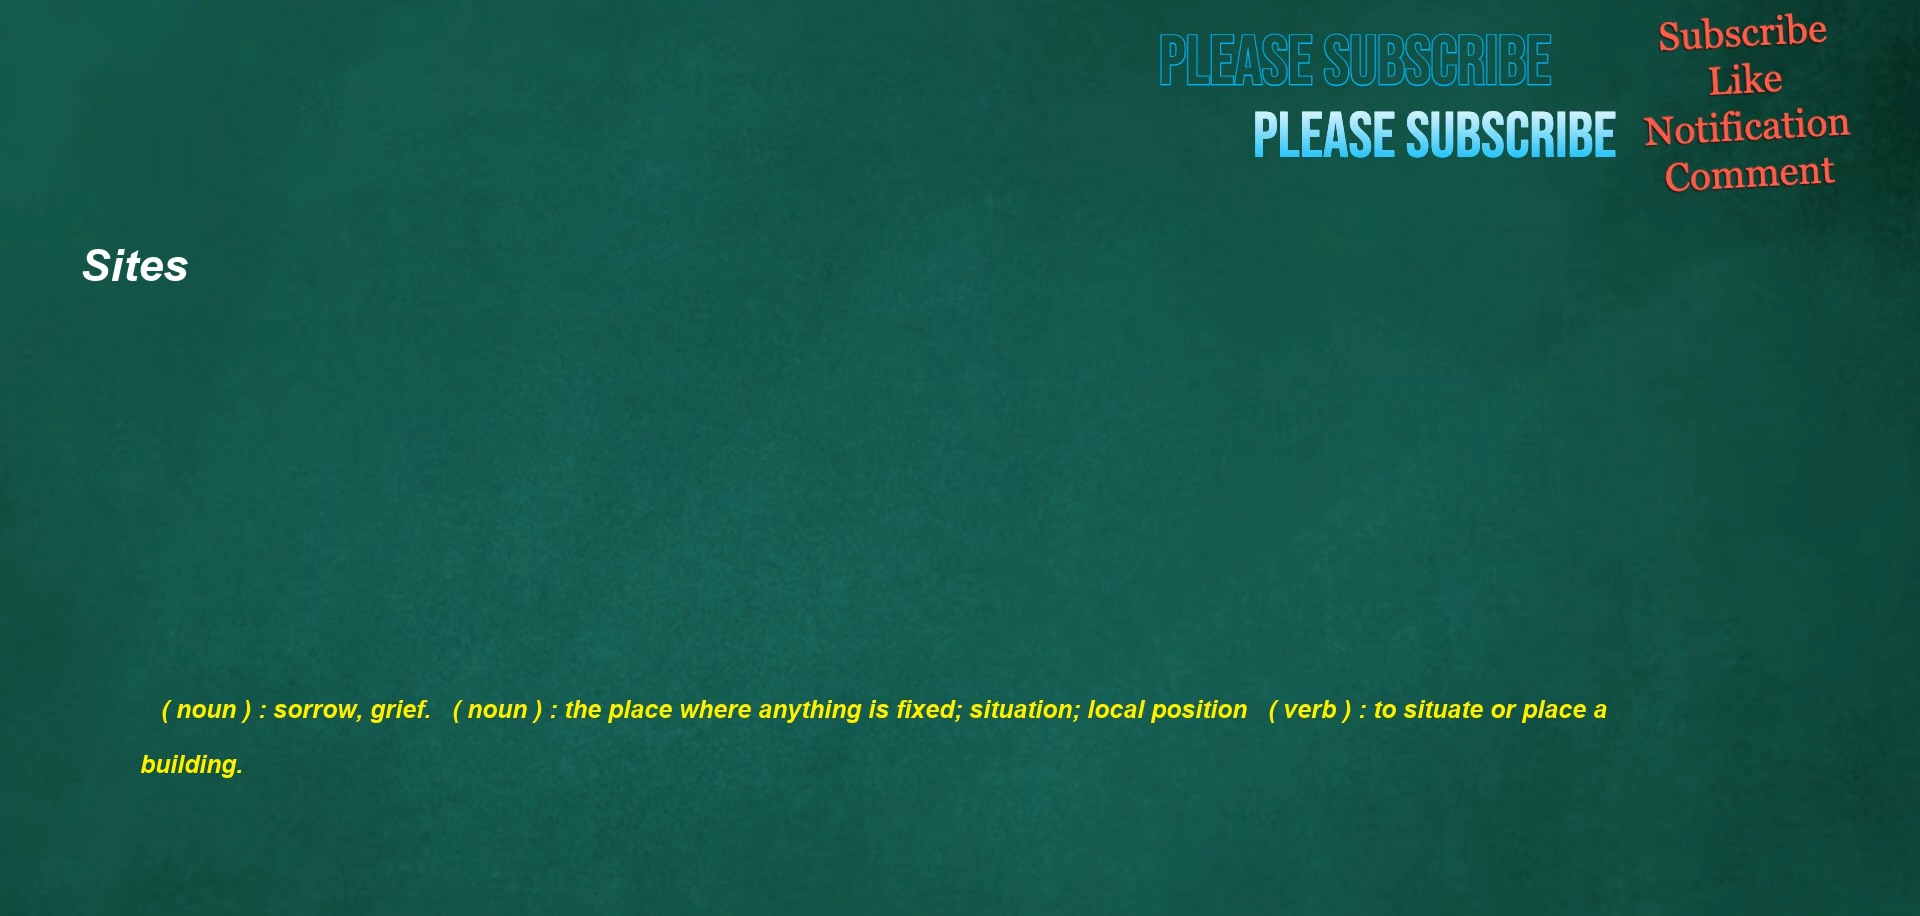 PLEASE SUBSCRIBE
PLEASE SUBSCRIBE
Subscribe
Like
Notification
Comment
Sites
( noun ) : sorrow, grief. ( noun ) : the place where anything is fixed; situation; local position ( verb ) : to situate or place a
building.